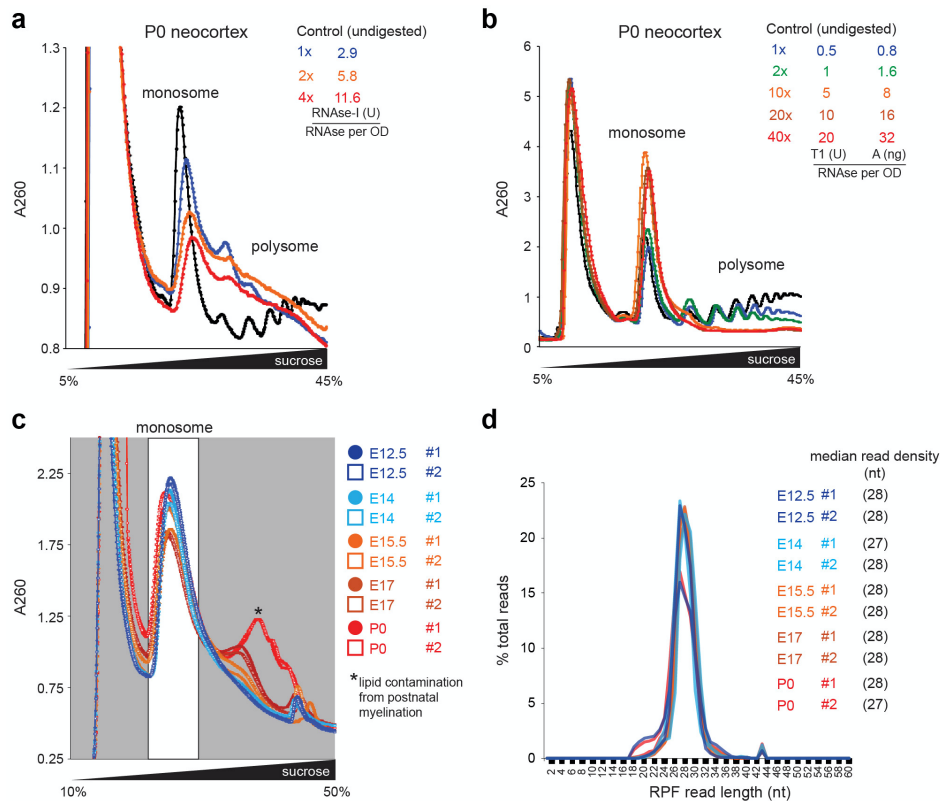 a
P0 neocortex
Control (undigested)
1x 2.9
2x 5.8
4x 11.6
RNAse-I (U)
RNAse per OD
monosome
polysome
A260
1.3
1.2
1.1
1.0
0.9
0.8
sucrose
5% 45%
b
P0 neocortex
Control (undigested)
1x 0.5 0.8
2x 1 1.6
10x 5 8
20x 10 16
40x 20 32
T1 (U) A (ng)
RNAse per OD
monosome
polysome
A260
6
5
4
3
2
1
0
sucrose
5% 45%
c
monosome
A260
2.25
1.75
1.25
0.75
0.25
*
sucrose
10% 50%
E12.5 #1
E12.5 #2
E14 #1
E14 #2
E15.5 #1
E15.5 #2
E17 #1
E17 #2
P0 #1
P0 #2
*lipid contamination
from postnatal
myelination
d
median read density
(nt)
E12.5 #1 (28)
E12.5 #2 (28)
E14 #1 (27)
E14 #2 (28)
E15.5 #1 (28)
E15.5 #2 (28)
E17 #1 (28)
E17 #2 (28)
P0 #1 (28)
P0 #2 (27)
% total reads
25
20
15
10
5
0
2 4 6 8 10 12 14 16 18 20 22 24 26 28 30 32 34 36 38 40 42 44 46 48 50 52 54 56 58 60
RPF read length (nt)